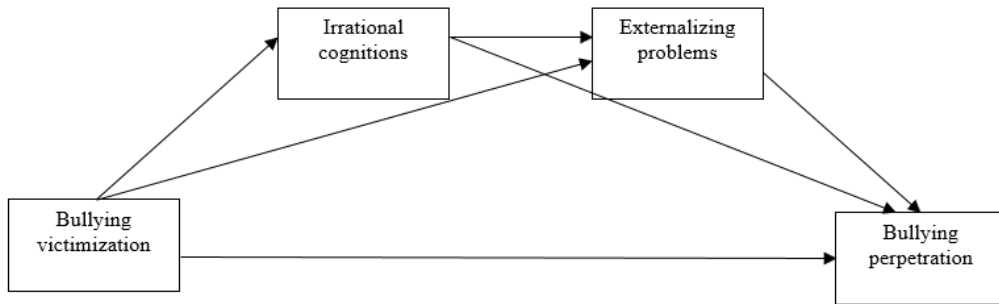 Irrational
cognitions
Externalizing
problems
Bullying
victimization
Bullying
perpetration